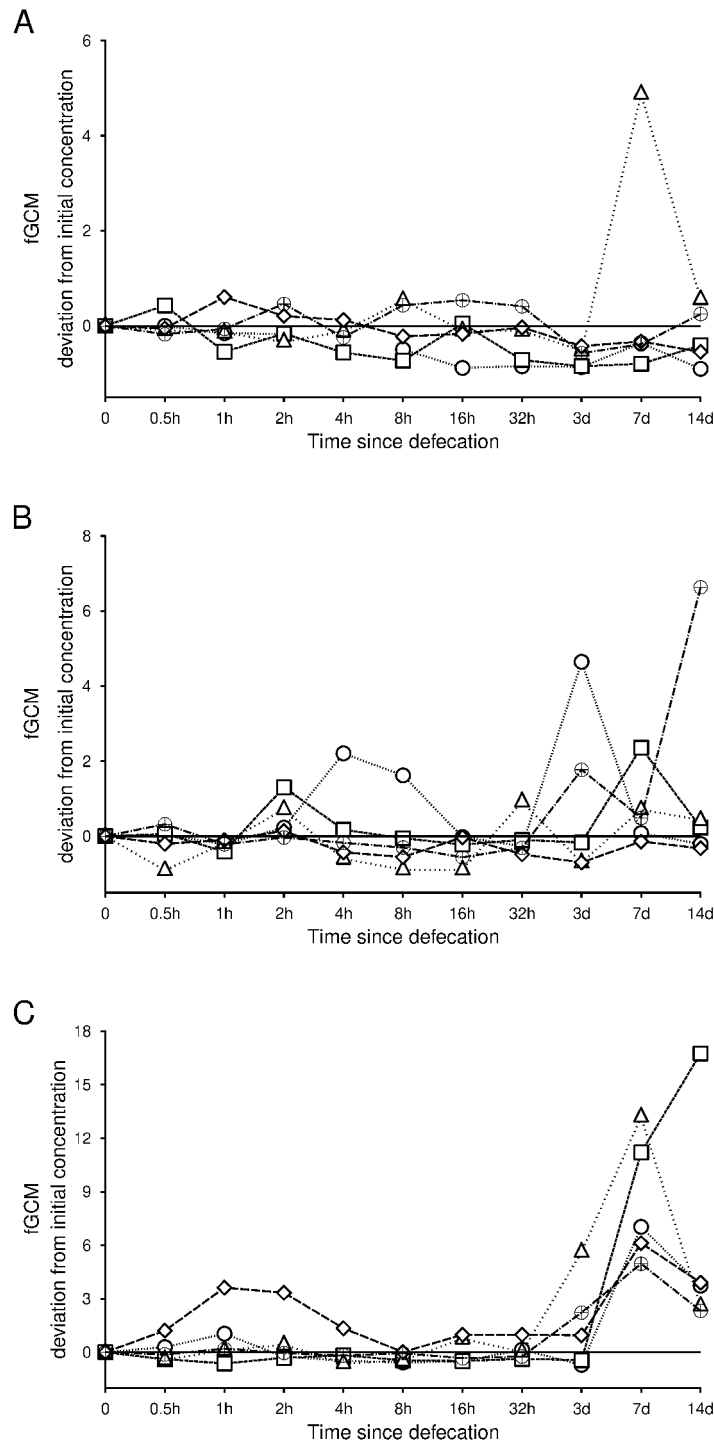 A
6
4
2
0
fGCM
deviation from initial concentration
0 0.5h 1h 2h 4h 8h 16h 32h 3d 7d 14d
Time since defecation
B
8
6
4
2
0
fGCM
deviation from initial concentration
0 0.5h 1h 2h 4h 8h 16h 32h 3d 7d 14d
Time since defecation
C
18
15
12
9
6
3
0
fGCM
deviation from initial concentration
0 0.5h 1h 2h 4h 8h 16h 32h 3d 7d 14d
Time since defecation